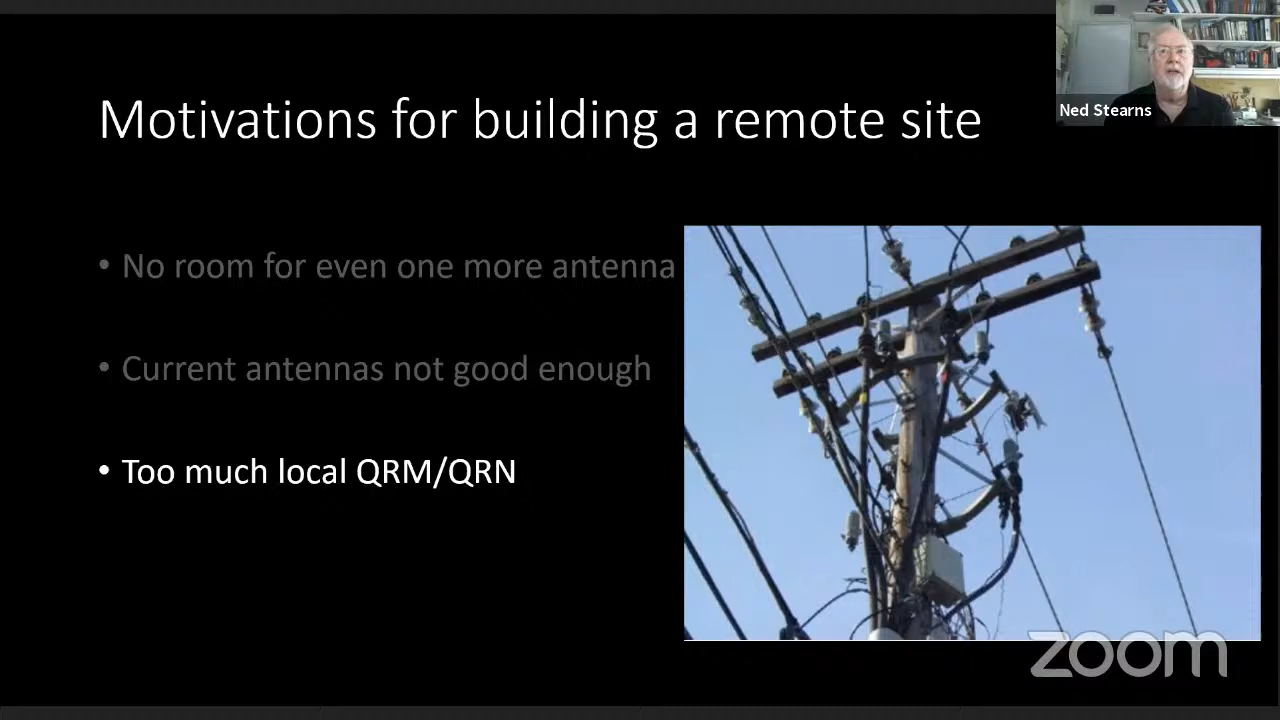 Motivations for building a remote site
Ned Stearns
• No room for even one more antenna
• Current antennas not good enough
• Too much local QRM/QRN
zoom